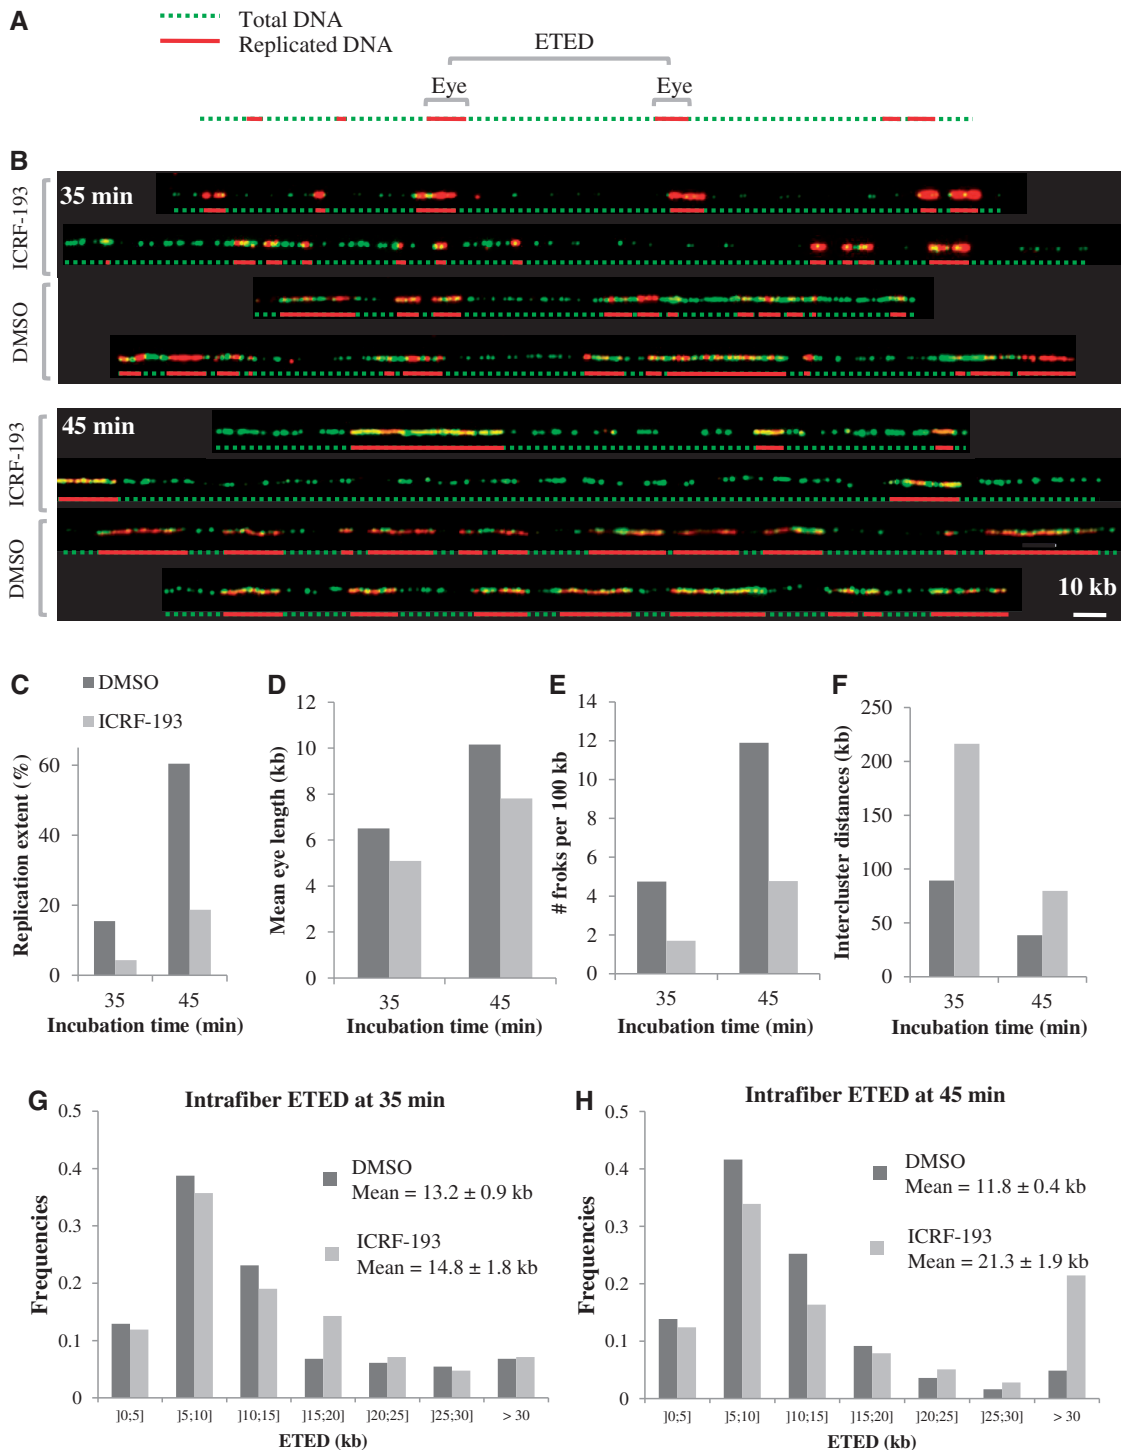 A
Total DNA
Replicated DNA
ETED
Eye
Eye
B
ICRF-193
35 min
DMSO
ICRF-193
45 min
DMSO
10 kb
C
DMSO
ICRF-193
Replication extent (%)
60
40
20
0
35
45
Incubation time (min)
D
Mean eye length (kb)
12
10
8
6
4
2
0
35
45
Incubation time (min)
E
# froks per 100 kb
14
12
10
8
6
4
2
0
35
45
Incubation time (min)
F
Intercluster distances (kb)
250
200
150
100
50
0
35
45
Incubation time (min)
G
Intrafiber ETED at 35 min
Frequencies
0.5
0.4
0.3
0.2
0.1
0
DMSO
Mean = 13.2 ± 0.9 kb
ICRF-193
Mean = 14.8 ± 1.8 kb
]0;5] ]5;10] ]10;15] ]15;20] ]20;25] ]25;30] > 30
ETED (kb)
H
Intrafiber ETED at 45 min
Frequencies
0.5
0.4
0.3
0.2
0.1
0
DMSO
Mean = 11.8 ± 0.4 kb
ICRF-193
Mean = 21.3 ± 1.9 kb
]0;5] ]5;10] ]10;15] ]15;20] ]20;25] ]25;30] > 30
ETED (kb)